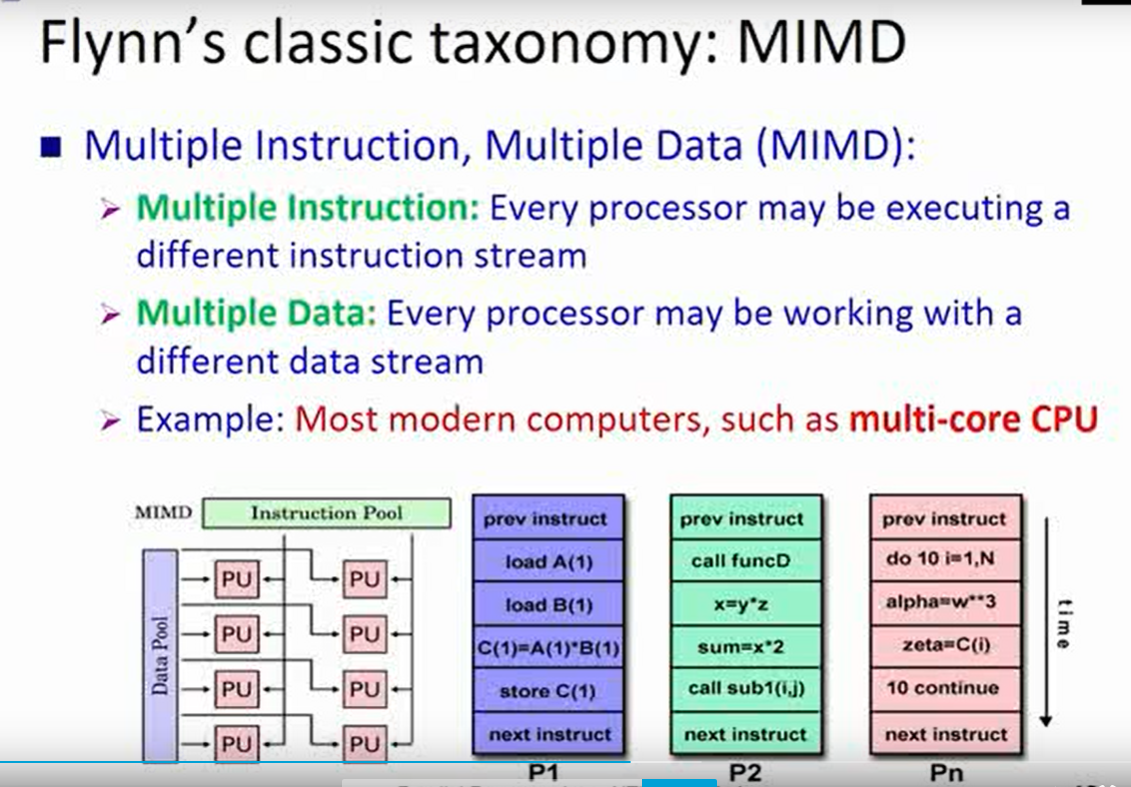 Flynn's classic taxonomy: MIMD
Multiple Instruction, Multiple Data (MIMD):
Multiple Instruction: Every processor may be executing a
different instruction stream
Multiple Data: Every processor may be working with a
different data stream
Example: Most modern computers, such as multi-core CPU
MIMD
Instruction Pool
Data Pool
PU PU
PU PU
PU PU
PU PU
prev instruct
load A(1)
load B(1)
C(1)=A(1)*B(1)
store C(1)
next instruct
P1
prev instruct
call funcD
x=y*z
sum=x*2
call sub1(i,j)
next instruct
P2
prev instruct
do 10 i=1,N
alpha=w**3
zeta=C(i)
10 continue
next instruct
Pn
time